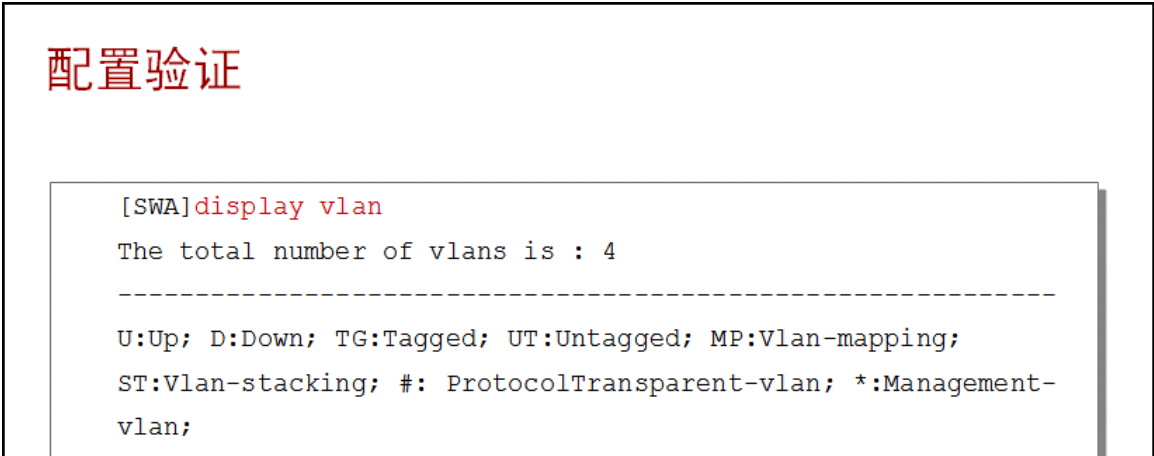 配置验证
[SWA]display vlan
The total number of vlans is : 4
------------------------------------------------------------
U:Up; D:Down; TG:Tagged; UT:Untagged; MP:Vlan-mapping;
ST:Vlan-stacking; #: ProtocolTransparent-vlan; *:Management-
vlan;